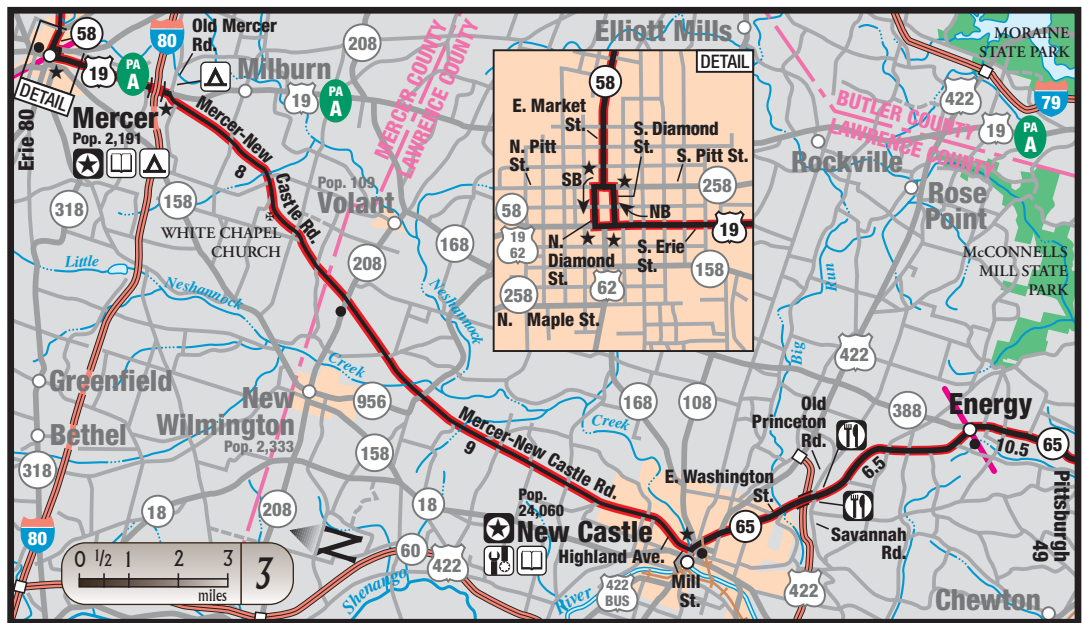 58
80
Old Mercer
Rd.
208
MERCER COUNTY
LAWRENCE COUNTY
Elliott Mills
MORAINE
STATE PARK
19
PA
A
Milburn
19
PA
A
422
79
DETAIL
Mercer
Pop. 2,191
Erie 80
Mercer-New
8
Castle Rd.
BUTLER COUNTY
LAWRENCE COUNTY
19
PA
A
Rockville
Rose
Point
318
158
Pop. 109
Volant
WHITE CHAPEL
CHURCH
168
208
McCONNELLS
MILL STATE
PARK
DETAIL
58
E. Market
St.
S. Diamond
St.
N. Pitt
St.
S. Pitt St.
SB
258
58
NB
19
62
19
N.
Diamond
St.
S. Erie
St.
158
258
62
N. Maple St.
Little
Neshannock
Creek
Neshannock
Creek
Big
Run
422
Greenfield
New
Wilmington
Pop. 2,333
956
168
108
Old
Princeton
Rd.
388
Energy
10.5
65
Bethel
318
158
Mercer-New Castle Rd.
9
6.5
E. Washington
St.
18
208
18
Pop.
24,060
New Castle
Highland Ave.
65
Savannah
Rd.
Pittsburgh
49
80
0 1/2 1 2 3
miles
3
N
60
422
Shenango
River
422
BUS
Mill
St.
422
Chewton